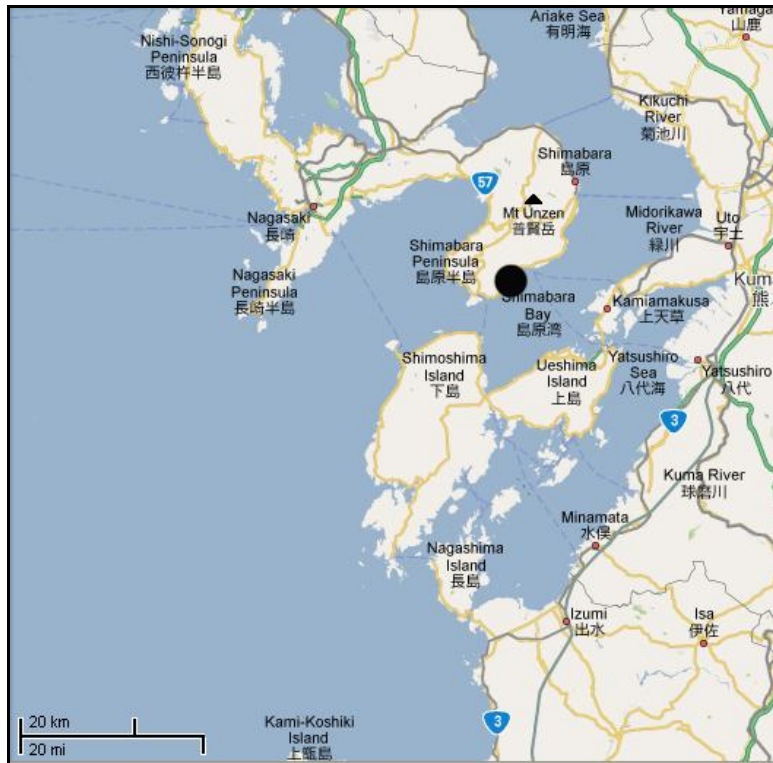 Nishi-Sonogi
Peninsula
西彼杵半島
Ariake Sea
有明海
山鹿
Kikuchi
River
菊池川
Shimabara
島原
57
Mt Unzen
普賢岳
Nagasaki
長崎
Midorikawa
River
緑川
Uto
宇土
Shimabara
Peninsula
島原半島
Nagasaki
Peninsula
長崎半島
Shimabara
Bay
島原湾
Kamiamakusa
上天草
Shimoshima
Island
下島
Ueshima
Island
上島
Yatsushiro
Sea
八代海
Yatsushiro
八代
3
Kuma River
球磨川
Minamata
水俣
Nagashima
Island
長島
Izumi
出水
Isa
伊佐
20 km
20 mi
Kami-Koshiki
Island
上甑島
3